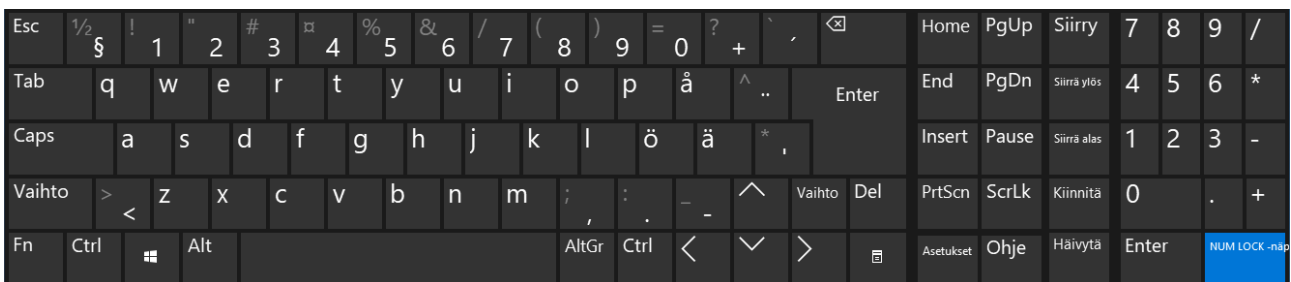 Esc ½ § ! 1 " 2 # 3 ¤ 4 % 5 & 6 / 7 ( 8 ) 9 = 0 ? + ` ´ Home PgUp Siirry 7 8 9 /
Tab q w e r t y u i o p å ^ ¨ Enter End PgDn Siirrä ylös 4 5 6 *
Caps a s d f g h j k l ö ä * ' Insert Pause Siirrä alas 1 2 3 -
Vaihto > < z x c v b n m ; , : . _ - Vaihto Del PrtScn ScrLk Kiinnitä 0 . +
Fn Ctrl Alt AltGr Ctrl Asetukset Ohje Häivytä Enter NUM LOCK -näp